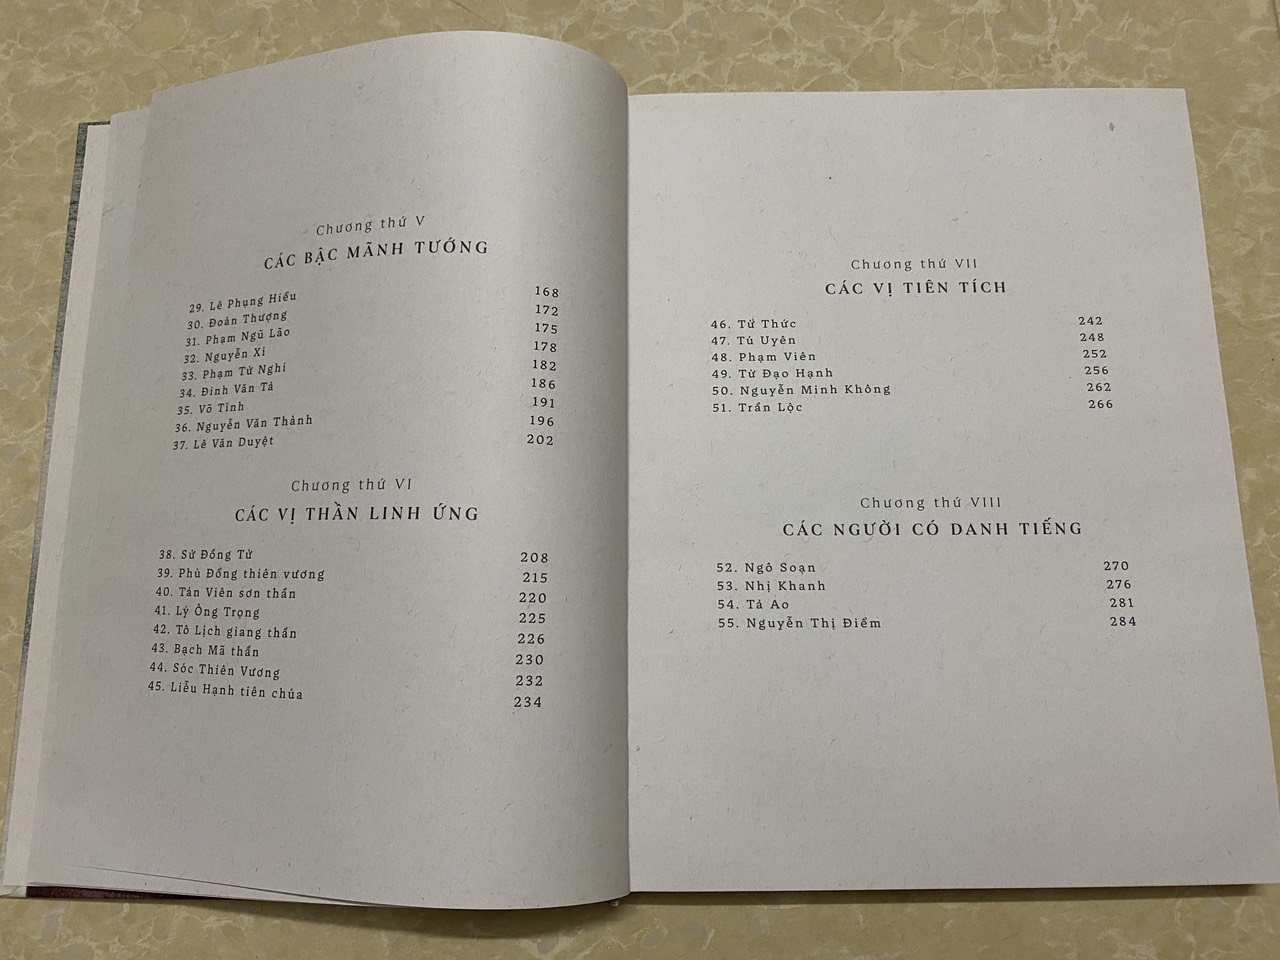 Chương thứ V
CÁC BẬC MÃNH TƯỚNG
29. Lê Phụng Hiểu 168
30. Đoàn Thượng 172
31. Phạm Ngũ Lão 175
32. Nguyễn Xí 178
33. Phạm Tử Nghi 182
34. Đinh Văn Tả 186
35. Võ Tính 191
36. Nguyễn Văn Thành 196
37. Lê Văn Duyệt 202
Chương thứ VI
CÁC VỊ THẦN LINH ỨNG
38. Sử Đồng Tử 208
39. Phù Đổng thiên vương 215
40. Tản Viên sơn thần 220
41. Lý Ông Trọng 225
42. Tô Lịch giang thần 226
43. Bạch Mã thần 230
44. Sóc Thiên Vương 232
45. Liễu Hạnh tiên chúa 234
Chương thứ VII
CÁC VỊ TIÊN TÍCH
46. Từ Thức 242
47. Tú Uyên 248
48. Phạm Viên 252
49. Từ Đạo Hạnh 256
50. Nguyễn Minh Không 262
51. Trần Lộc 266
Chương thứ VIII
CÁC NGƯỜI CÓ DANH TIẾNG
52. Ngô Soạn 270
53. Nhị Khanh 276
54. Tả Ao 281
55. Nguyễn Thị Điểm 284